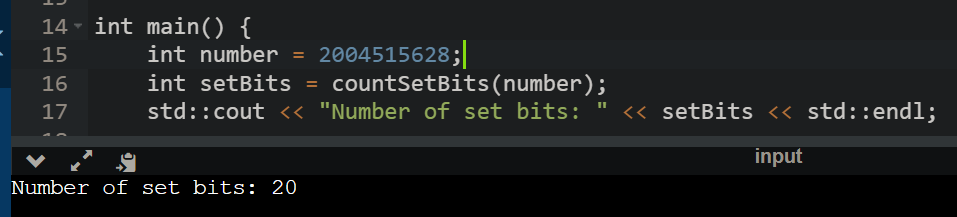 14 int main() {
15 int number = 2004515628;
16 int setBits = countSetBits(number);
17 std::cout << "Number of set bits: " << setBits << std::endl;
input
Number of set bits: 20